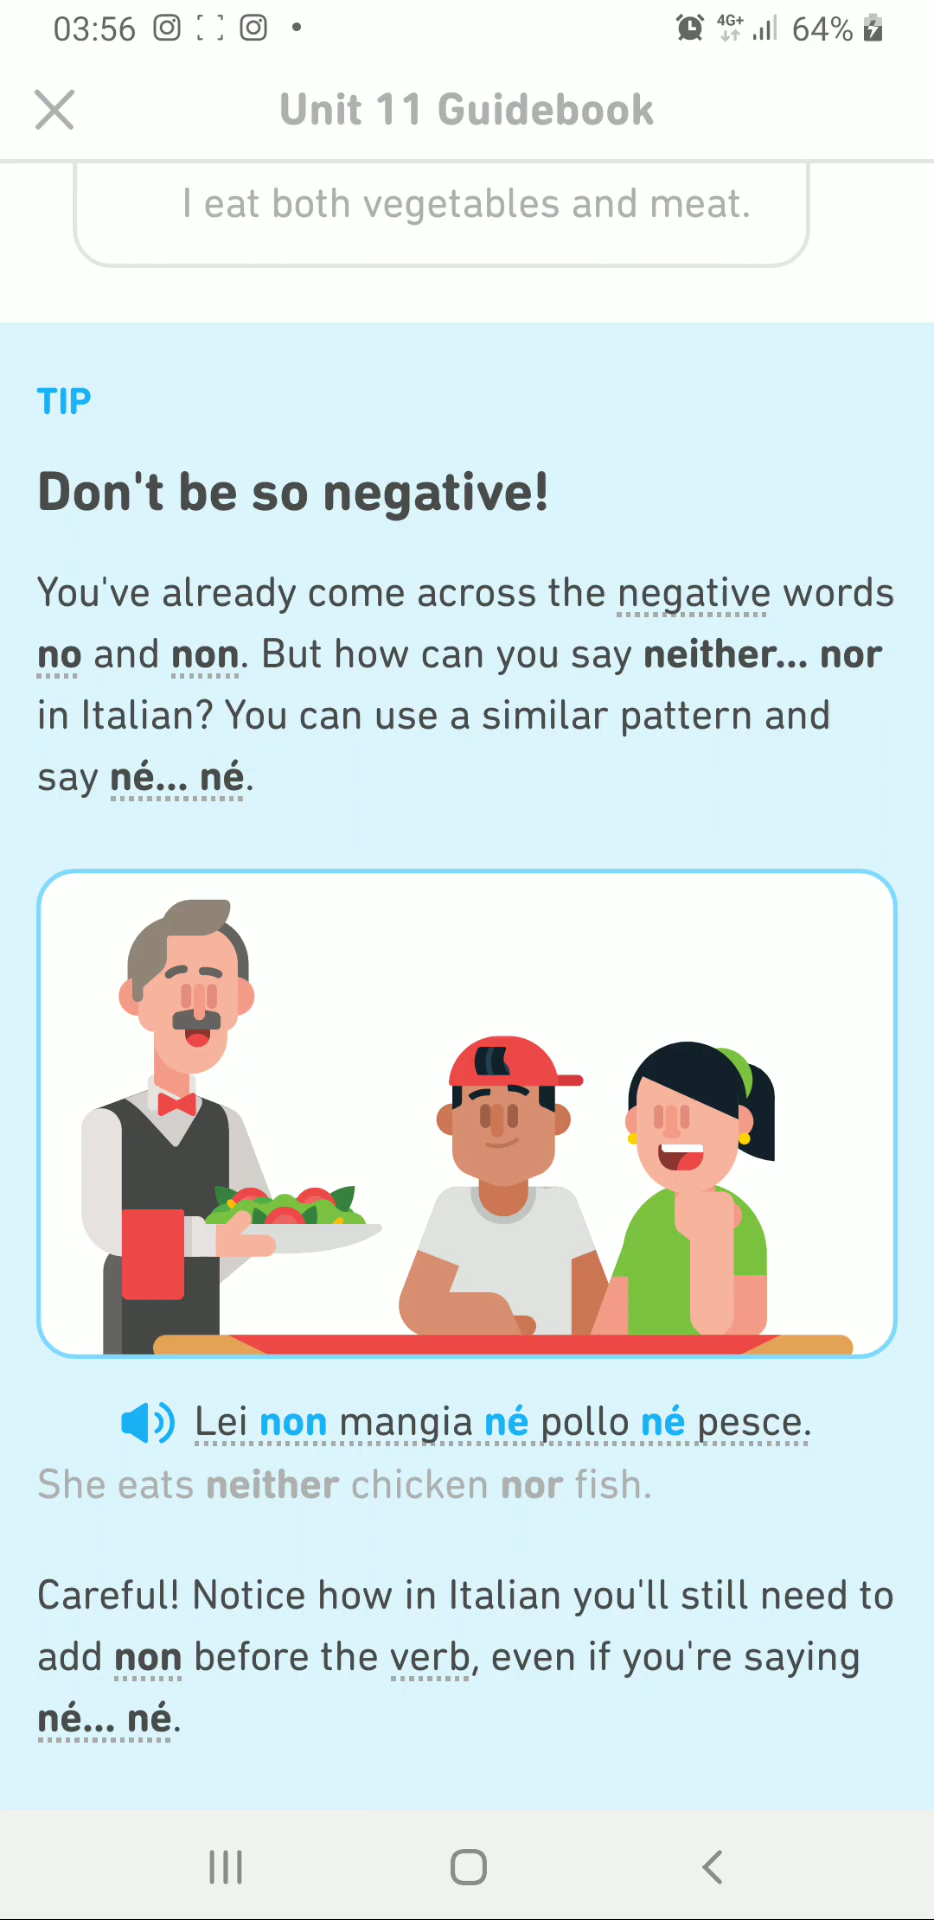 03:56
4G+
64%
Unit 11 Guidebook
I eat both vegetables and meat.
TIP
Don't be so negative!
You've already come across the negative words
no and non. But how can you say neither... nor
in Italian? You can use a similar pattern and
say né... né.
Lei non mangia né pollo né pesce.
She eats neither chicken nor fish.
Careful! Notice how in Italian you'll still need to
add non before the verb, even if you're saying
né... né.